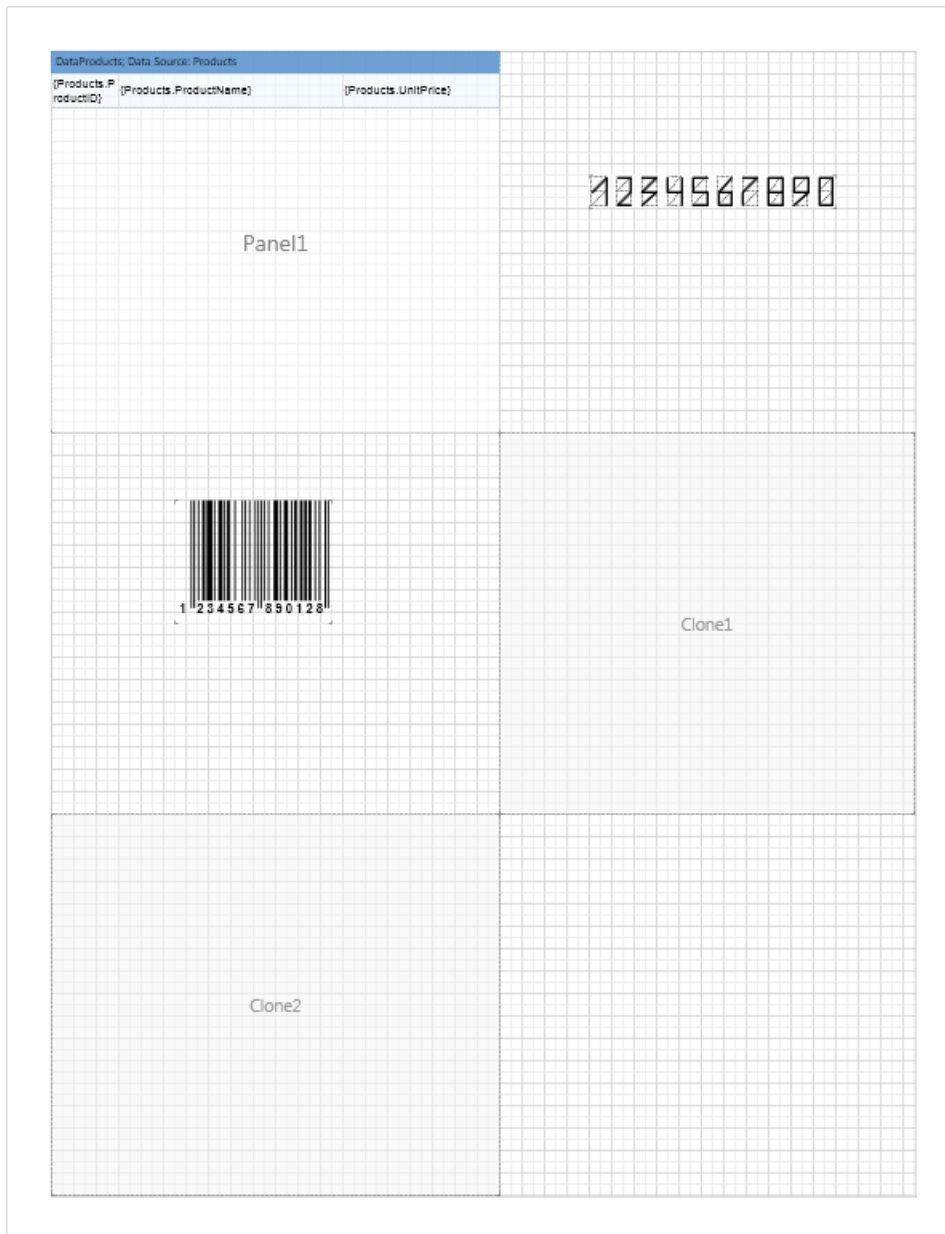 DataProducts; Data Source: Products
{Products.P
roductID}
{Products.ProductName}
{Products.UnitPrice}
1234567890
Panel1
1 234567 890128
Clone1
Clone2